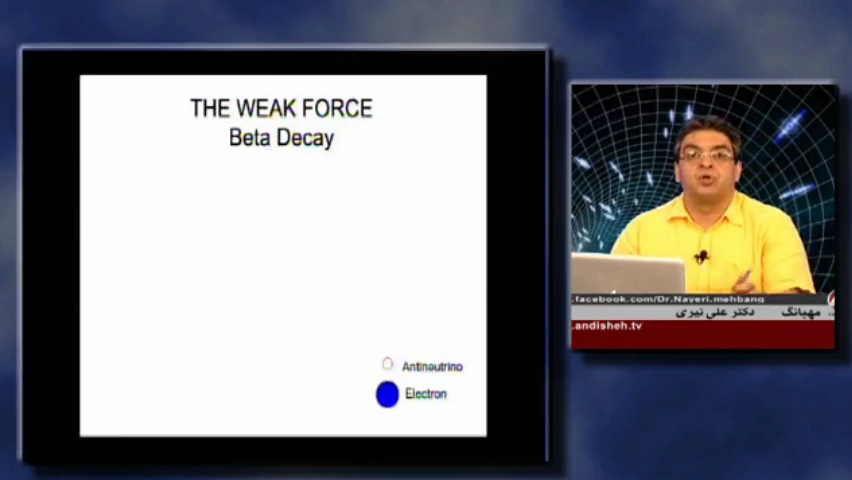 THE WEAK FORCE
Beta Decay
Antineutrino
Electron
.facebook.com/Dr.Nayeri.mehbang
دکتر علی نیری مهبانگ
.andisheh.tv